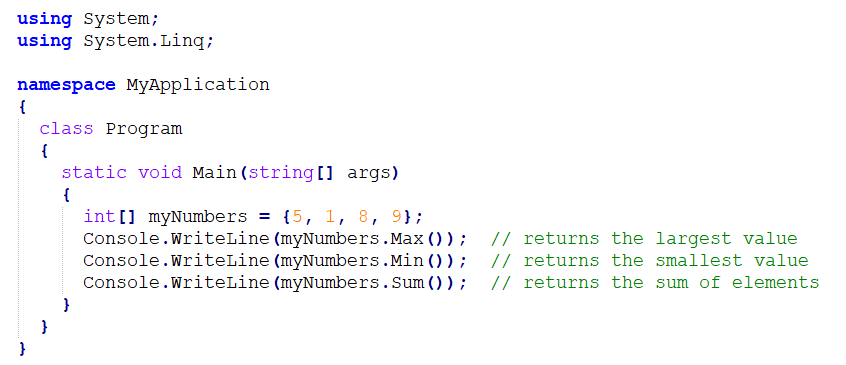 using System;
using System.Linq;

namespace MyApplication
{
  class Program
  {
    static void Main(string[] args)
    {
      int[] myNumbers = {5, 1, 8, 9};
      Console.WriteLine(myNumbers.Max());  // returns the largest value
      Console.WriteLine(myNumbers.Min());  // returns the smallest value
      Console.WriteLine(myNumbers.Sum());  // returns the sum of elements
    }
  }
}